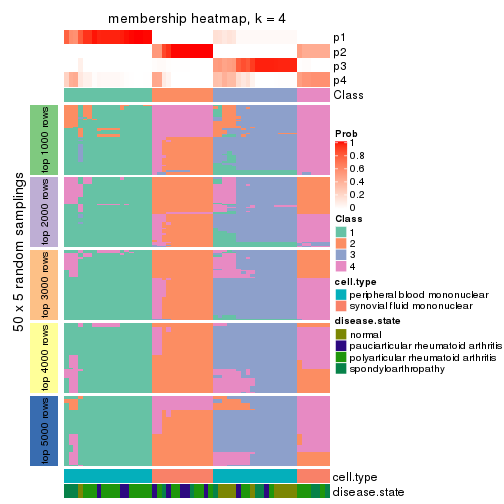 membership heatmap, k = 4
p1
p2
p3
p4
Class
50 x 5 random samplings
top 1000 rows
top 2000 rows
top 3000 rows
top 4000 rows
top 5000 rows
Prob
1
0.8
0.6
0.4
0.2
0
Class
1
2
3
4
cell.type
peripheral blood mononuclear
synovial fluid mononuclear
disease.state
normal
pauciarticular rheumatoid arthritis
polyarticular rheumatoid arthritis
spondyloarthropathy
cell.type
disease.state